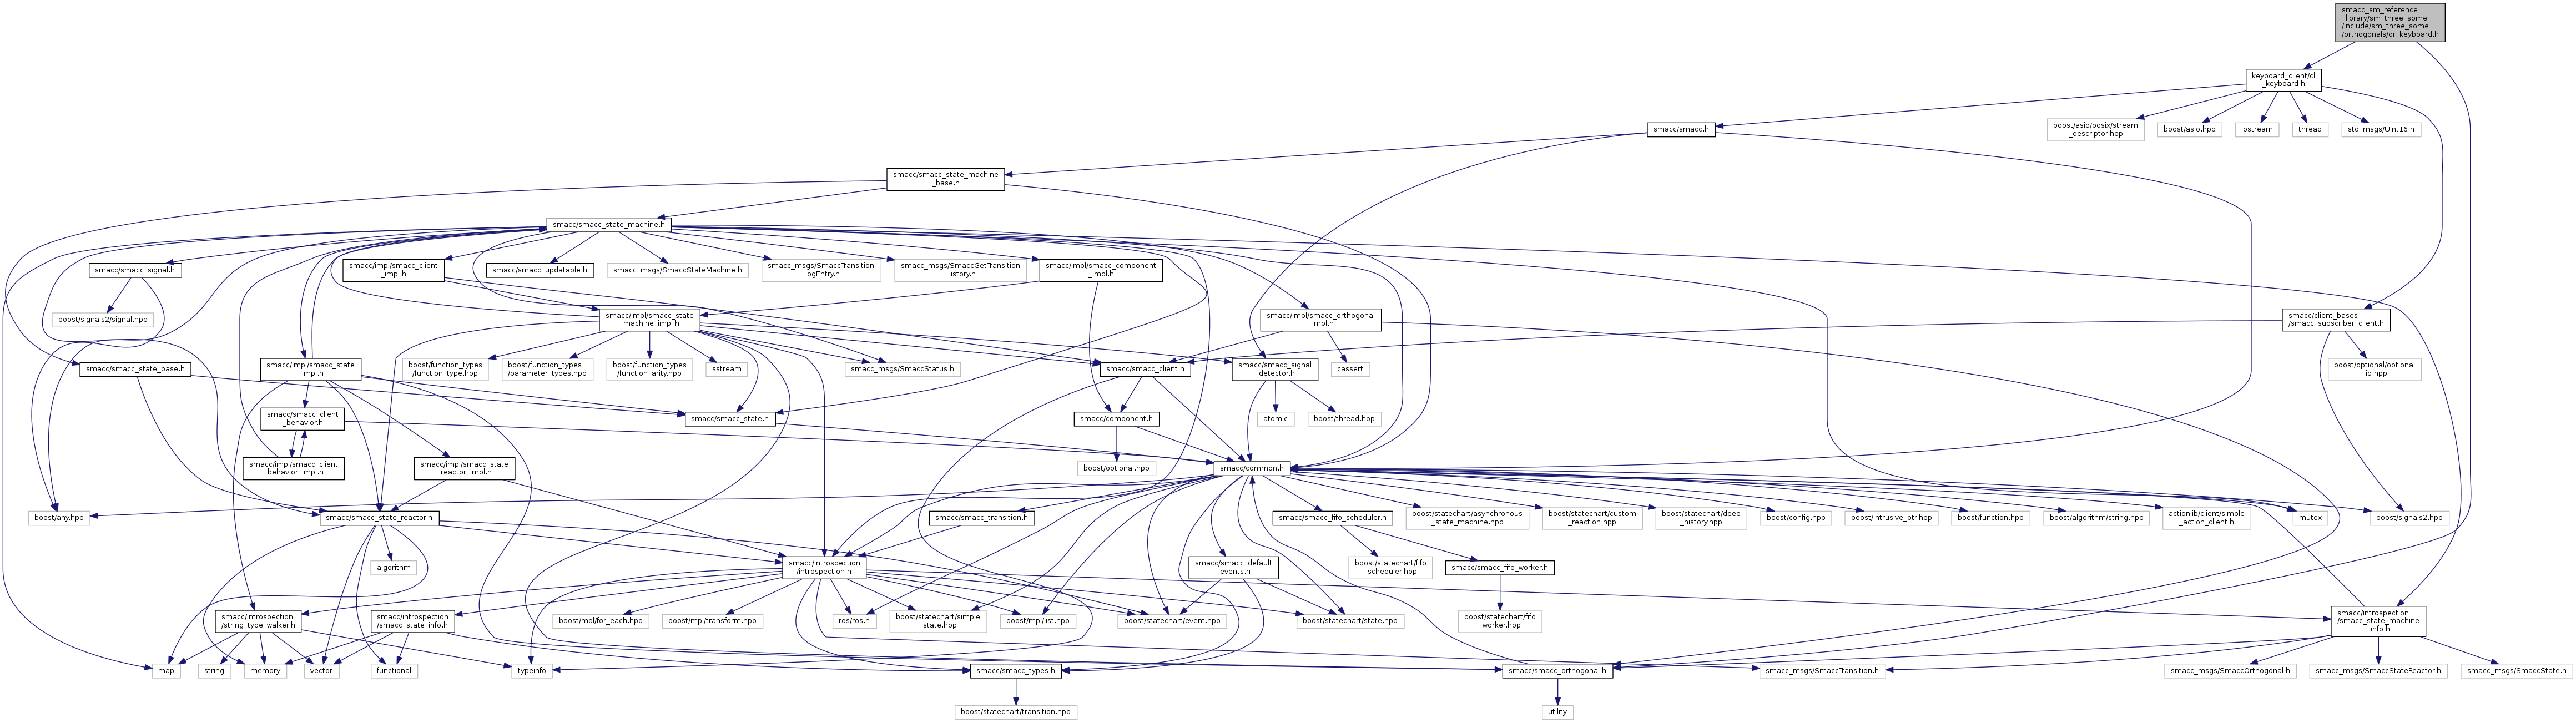 smacc_sm_reference
_library/sm_three_some
/include/sm_three_some
/orthogonals/or_keyboard.h
keyboard_client/cl
_keyboard.h
smacc/smacc.h
boost/asio/posix/stream
_descriptor.hpp
boost/asio.hpp
iostream
thread
std_msgs/UInt16.h
smacc/smacc_state_machine
_base.h
smacc/smacc_state_machine.h
smacc/smacc_signal.h
smacc/impl/smacc_client
_impl.h
smacc/smacc_updatable.h
smacc_msgs/SmaccStateMachine.h
smacc_msgs/SmaccTransition
LogEntry.h
smacc_msgs/SmaccGetTransition
History.h
smacc/impl/smacc_component
_impl.h
boost/signals2/signal.hpp
smacc/impl/smacc_state
_machine_impl.h
smacc/impl/smacc_orthogonal
_impl.h
smacc/client_bases
/smacc_subscriber_client.h
smacc/smacc_state_base.h
smacc/impl/smacc_state
_impl.h
boost/function_types
/function_type.hpp
boost/function_types
/parameter_types.hpp
boost/function_types
/function_arity.hpp
sstream
smacc_msgs/SmaccStatus.h
smacc/smacc_client.h
smacc/smacc_signal
_detector.h
cassert
boost/optional/optional
_io.hpp
smacc/smacc_client
_behavior.h
smacc/smacc_state.h
smacc/component.h
atomic
boost/thread.hpp
smacc/impl/smacc_client
_behavior_impl.h
smacc/impl/smacc_state
_reactor_impl.h
boost/optional.hpp
smacc/common.h
boost/any.hpp
smacc/smacc_state_reactor.h
smacc/smacc_transition.h
smacc/smacc_fifo_scheduler.h
boost/statechart/asynchronous
_state_machine.hpp
boost/statechart/custom
_reaction.hpp
boost/statechart/deep
_history.hpp
boost/config.hpp
boost/intrusive_ptr.hpp
boost/function.hpp
boost/algorithm/string.hpp
actionlib/client/simple
_action_client.h
mutex
boost/signals2.hpp
algorithm
smacc/introspection
/introspection.h
smacc/smacc_default
_events.h
boost/statechart/fifo
_scheduler.hpp
smacc/smacc_fifo_worker.h
smacc/introspection
/string_type_walker.h
smacc/introspection
/smacc_state_info.h
boost/mpl/for_each.hpp
boost/mpl/transform.hpp
ros/ros.h
boost/statechart/simple
_state.hpp
boost/mpl/list.hpp
boost/statechart/event.hpp
boost/statechart/state.hpp
boost/statechart/fifo
_worker.hpp
smacc/introspection
/smacc_state_machine
_info.h
map
string
memory
vector
functional
typeinfo
smacc/smacc_types.h
smacc/smacc_orthogonal.h
smacc_msgs/SmaccTransition.h
smacc_msgs/SmaccOrthogonal.h
smacc_msgs/SmaccStateReactor.h
smacc_msgs/SmaccState.h
boost/statechart/transition.hpp
utility